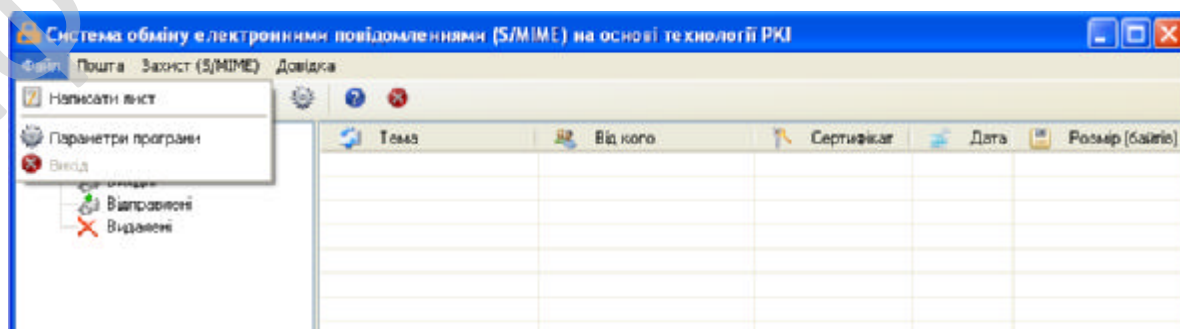 Система обміну електронними повідомленнями (S/MIME) на основі технології PKI
Файл Пошта Захист (S/MIME) Довідка
Написати лист
Параметри програми
Вихід
Тема Від кого Сертифікат Дата Розмір (байтів)
Відправлені
Видалені